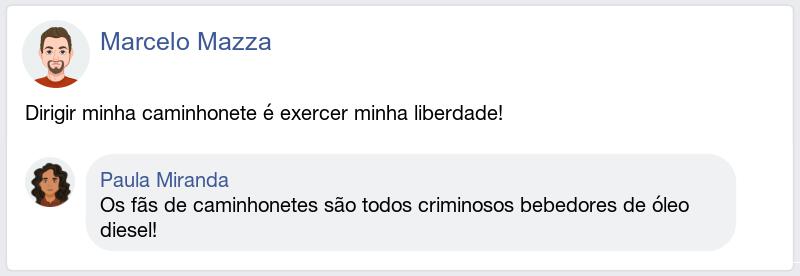 Marcelo Mazza
Dirigir minha caminhonete é exercer minha liberdade!
Paula Miranda
Os fãs de caminhonetes são todos criminosos bebedores de óleo
diesel!